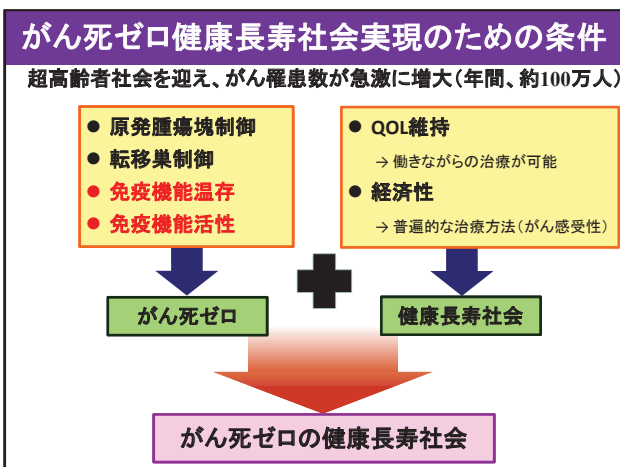 がん死ゼロ健康長寿社会実現のための条件
超高齢者社会を迎え、がん罹患数が急激に増大（年間、約100万人）
● 原発腫瘍塊制御
● 転移巣制御
● 免疫機能温存
● 免疫機能活性
● QOL維持
→ 働きながらの治療が可能
● 経済性
→ 普遍的な治療方法（がん感受性）
がん死ゼロ
健康長寿社会
がん死ゼロの健康長寿社会